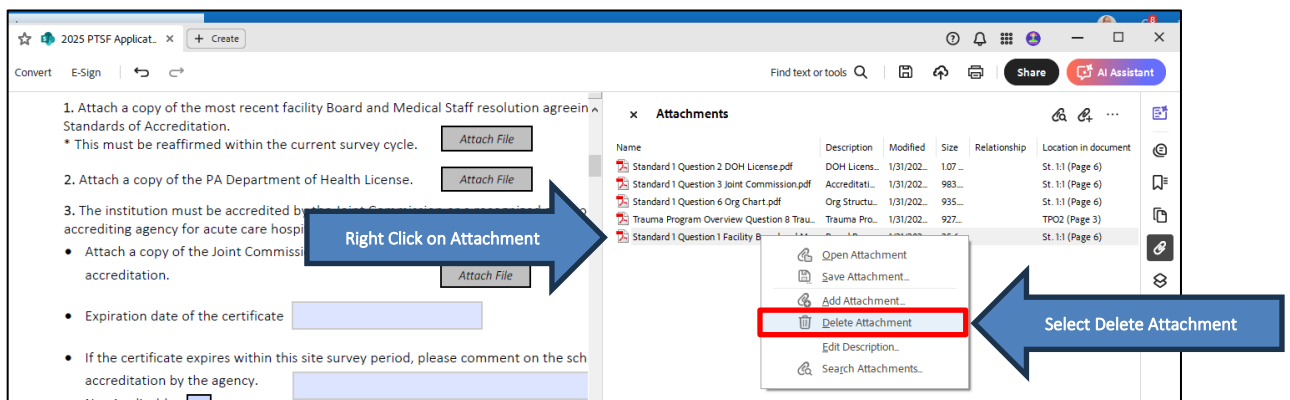 8
2025 PTSF Applicat..
+ Create
Convert E-Sign
Find text or tools
Share
AI Assistant
1. Attach a copy of the most recent facility Board and Medical Staff resolution agreein
Standards of Accreditation.
* This must be reaffirmed within the current survey cycle.
Attach File
2. Attach a copy of the PA Department of Health License.
Attach File
3. The institution must be accredited by the Joint Commission
accrediting agency for acute care hospi
• Attach a copy of the Joint Commissi
accreditation.
Attach File
• Expiration date of the certificate
• If the certificate expires within this site survey period, please comment on the sch
accreditation by the agency.
Right Click on Attachment
Attachments
Name Description Modified Size Relationship Location in document
Standard 1 Question 2 DOH License.pdf DOH Licens... 1/31/202... 1.07 ... St. 1:1 (Page 6)
Standard 1 Question 3 Joint Commission.pdf Accreditati... 1/31/202... 983... St. 1:1 (Page 6)
Standard 1 Question 6 Org Chart.pdf Org Structu... 1/31/202... 935... St. 1:1 (Page 6)
Trauma Program Overview Question 8 Trau... Trauma Pro... 1/31/202... 927... TPO2 (Page 3)
Standard 1 Question 1 Facility St. 1:1 (Page 6)
Open Attachment
Save Attachment...
Add Attachment...
Delete Attachment
Edit Description...
Search Attachments...
Select Delete Attachment